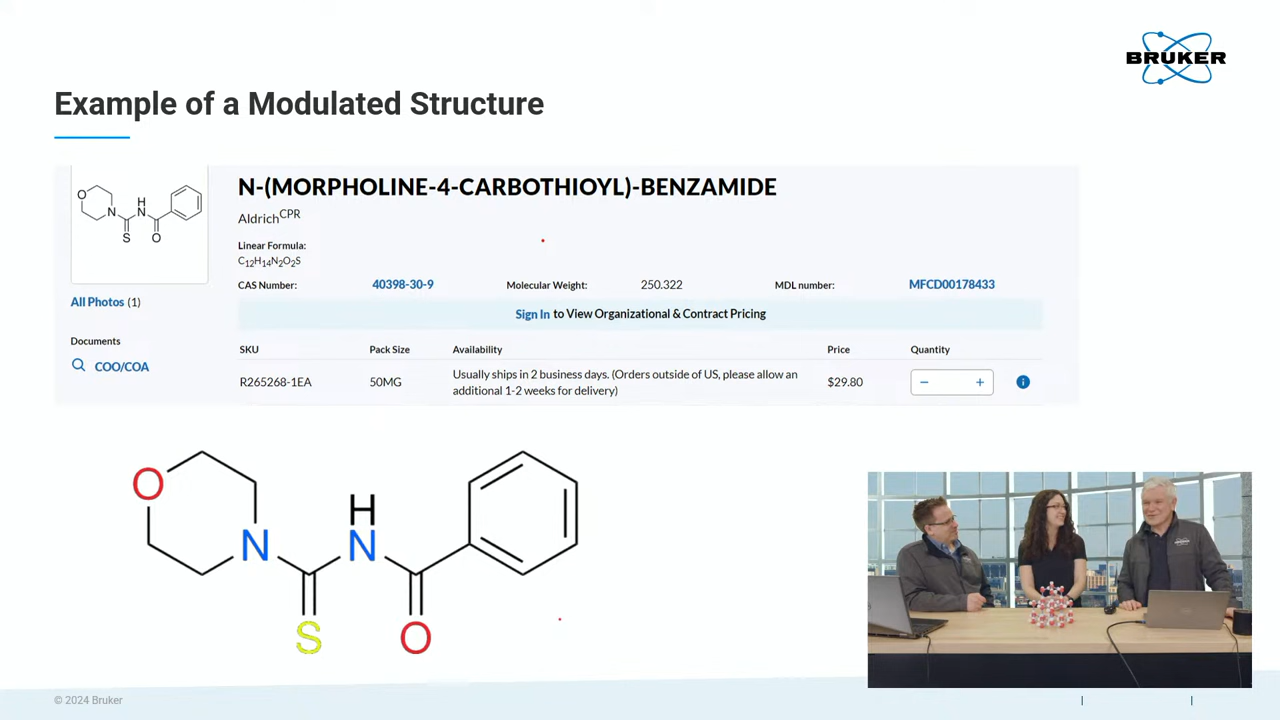 BRUKER
Example of a Modulated Structure
N-(MORPHOLINE-4-CARBOTHIOYL)-BENZAMIDE
Aldrich^CPR
Linear Formula:
C12H14N2O2S
CAS Number: 40398-30-9 Molecular Weight: 250.322 MDL number: MFCD00178433
Sign In to View Organizational & Contract Pricing
SKU Pack Size Availability Price Quantity
R265268-1EA 50MG Usually ships in 2 business days. (Orders outside of US, please allow an additional 1-2 weeks for delivery) $29.80 − +
O N H N S O
All Photos (1)
Documents
COO/COA
O N H N S O
© 2024 Bruker